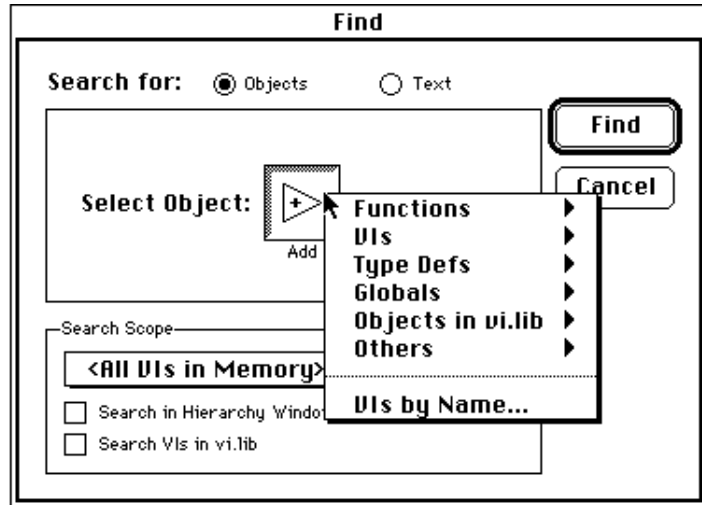 Find
Search for: Objects Text
Find
Cancel
Select Object:
Add
Functions
VIs
Type Defs
Globals
Objects in vi.lib
Others
VIs by Name...
Search Scope
<All VIs in Memory>
Search in Hierarchy
Search VIs in vi.lib